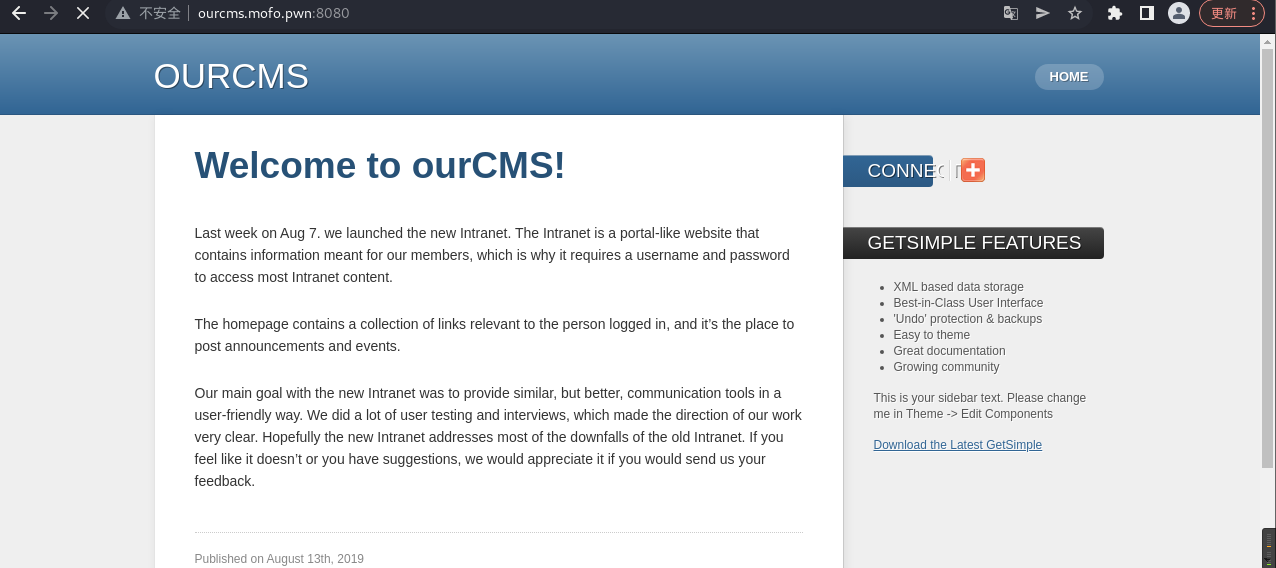 不安全 ourcms.mofo.pwn:8080 更新
OURCMS
HOME
Welcome to ourCMS!
Last week on Aug 7. we launched the new Intranet. The Intranet is a portal-like website that
contains information meant for our members, which is why it requires a username and password
to access most Intranet content.
The homepage contains a collection of links relevant to the person logged in, and it’s the place to
post announcements and events.
Our main goal with the new Intranet was to provide similar, but better, communication tools in a
user-friendly way. We did a lot of user testing and interviews, which made the direction of our work
very clear. Hopefully the new Intranet addresses most of the downfalls of the old Intranet. If you
feel like it doesn’t or you have suggestions, we would appreciate it if you would send us your
feedback.
Published on August 13th, 2019
CONNECT
GETSIMPLE FEATURES
XML based data storage
Best-in-Class User Interface
'Undo' protection & backups
Easy to theme
Great documentation
Growing community
This is your sidebar text. Please change
me in Theme -> Edit Components
Download the Latest GetSimple